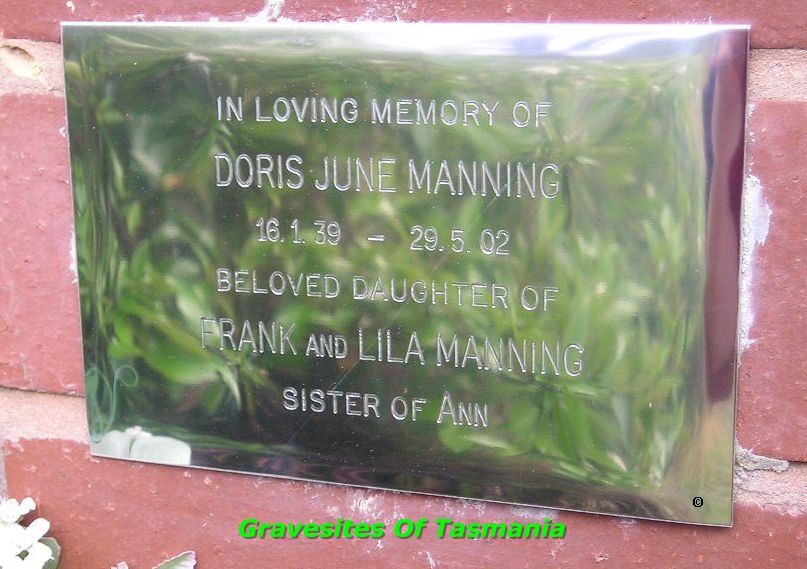 IN LOVING MEMORY OF
DORIS JUNE MANNING
16.1.39 – 29.5.02
BELOVED DAUGHTER OF
FRANK AND LILA MANNING
SISTER OF ANN
©
Gravesites Of Tasmania